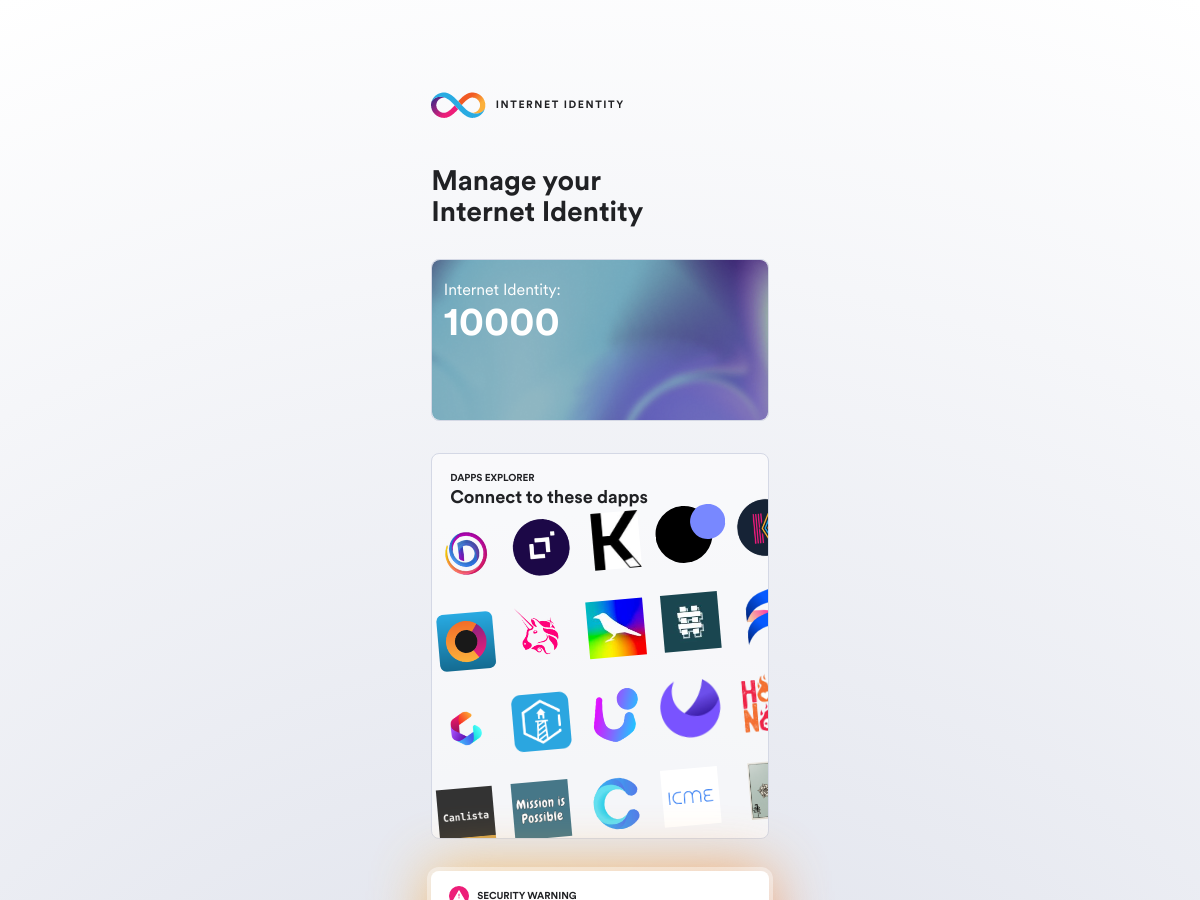 INTERNET IDENTITY
Manage your
Internet Identity
Internet Identity:
10000
DAPPS EXPLORER
Connect to these dapps
K
Canlista
Mission is
Possible
ICME
SECURITY WARNING